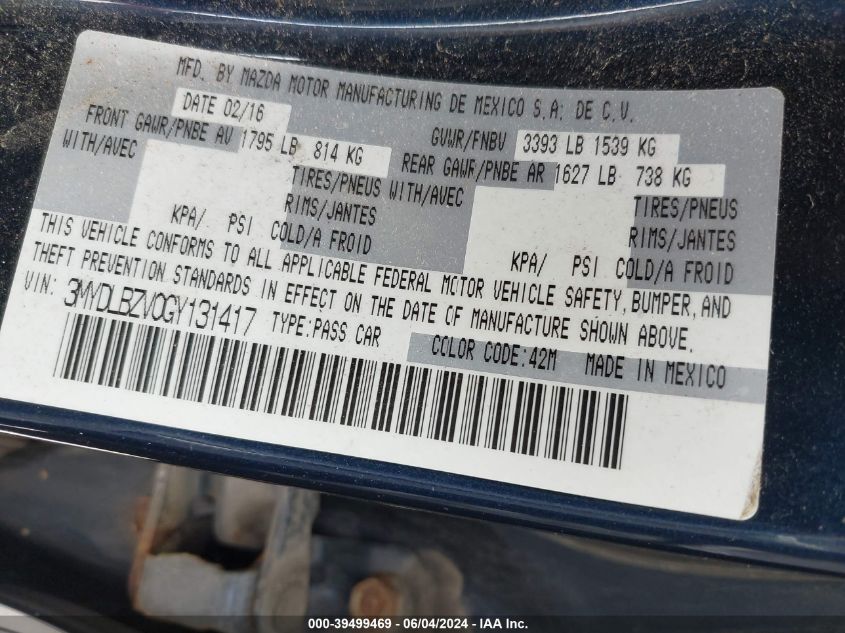 MFD. BY MAZDA MOTOR MANUFACTURING DE MEXICO S.A. DE C.V.
DATE 02/16 GVWR/PNBV 3393 LB 1539 KG
FRONT GAWR/PNBE AV 1795 LB 814 KG REAR GAWR/PNBE AR 1627 LB 738 KG
WITH/AVEC TIRES/PNEUS WITH/AVEC TIRES/PNEUS
RIMS/JANTES RIMS/JANTES
KPA/ PSI COLD/A FROID KPA/ PSI COLD/A FROID
THIS VEHICLE CONFORMS TO ALL APPLICABLE FEDERAL MOTOR VEHICLE SAFETY, BUMPER, AND
THEFT PREVENTION STANDARDS IN EFFECT ON THE DATE OF MANUFACTURE SHOWN ABOVE.
VIN: 3MYDLBZV0GY131417 TYPE:PASS CAR
COLOR CODE:42M MADE IN MEXICO
000-39499469 - 06/04/2024 - IAA Inc.